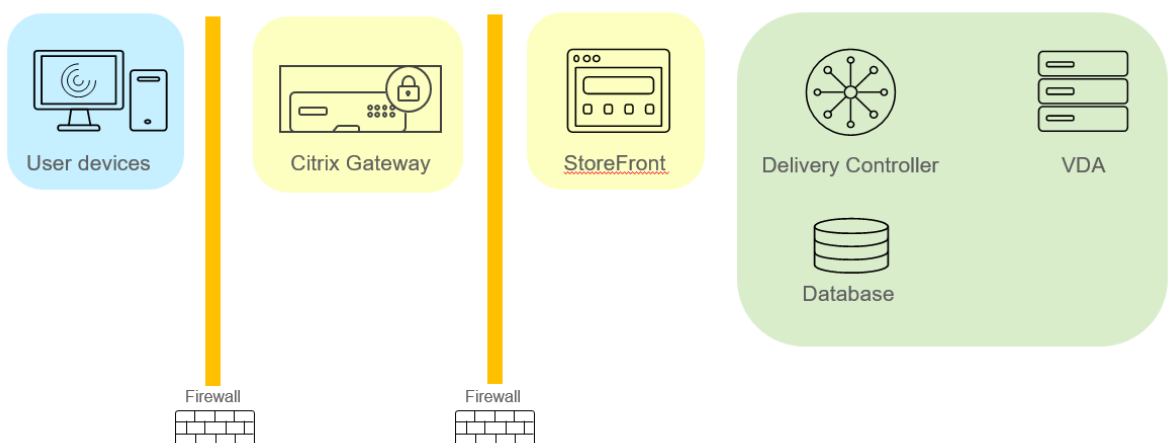 User devices
Citrix Gateway
StoreFront
Delivery Controller
VDA
Database
Firewall
Firewall